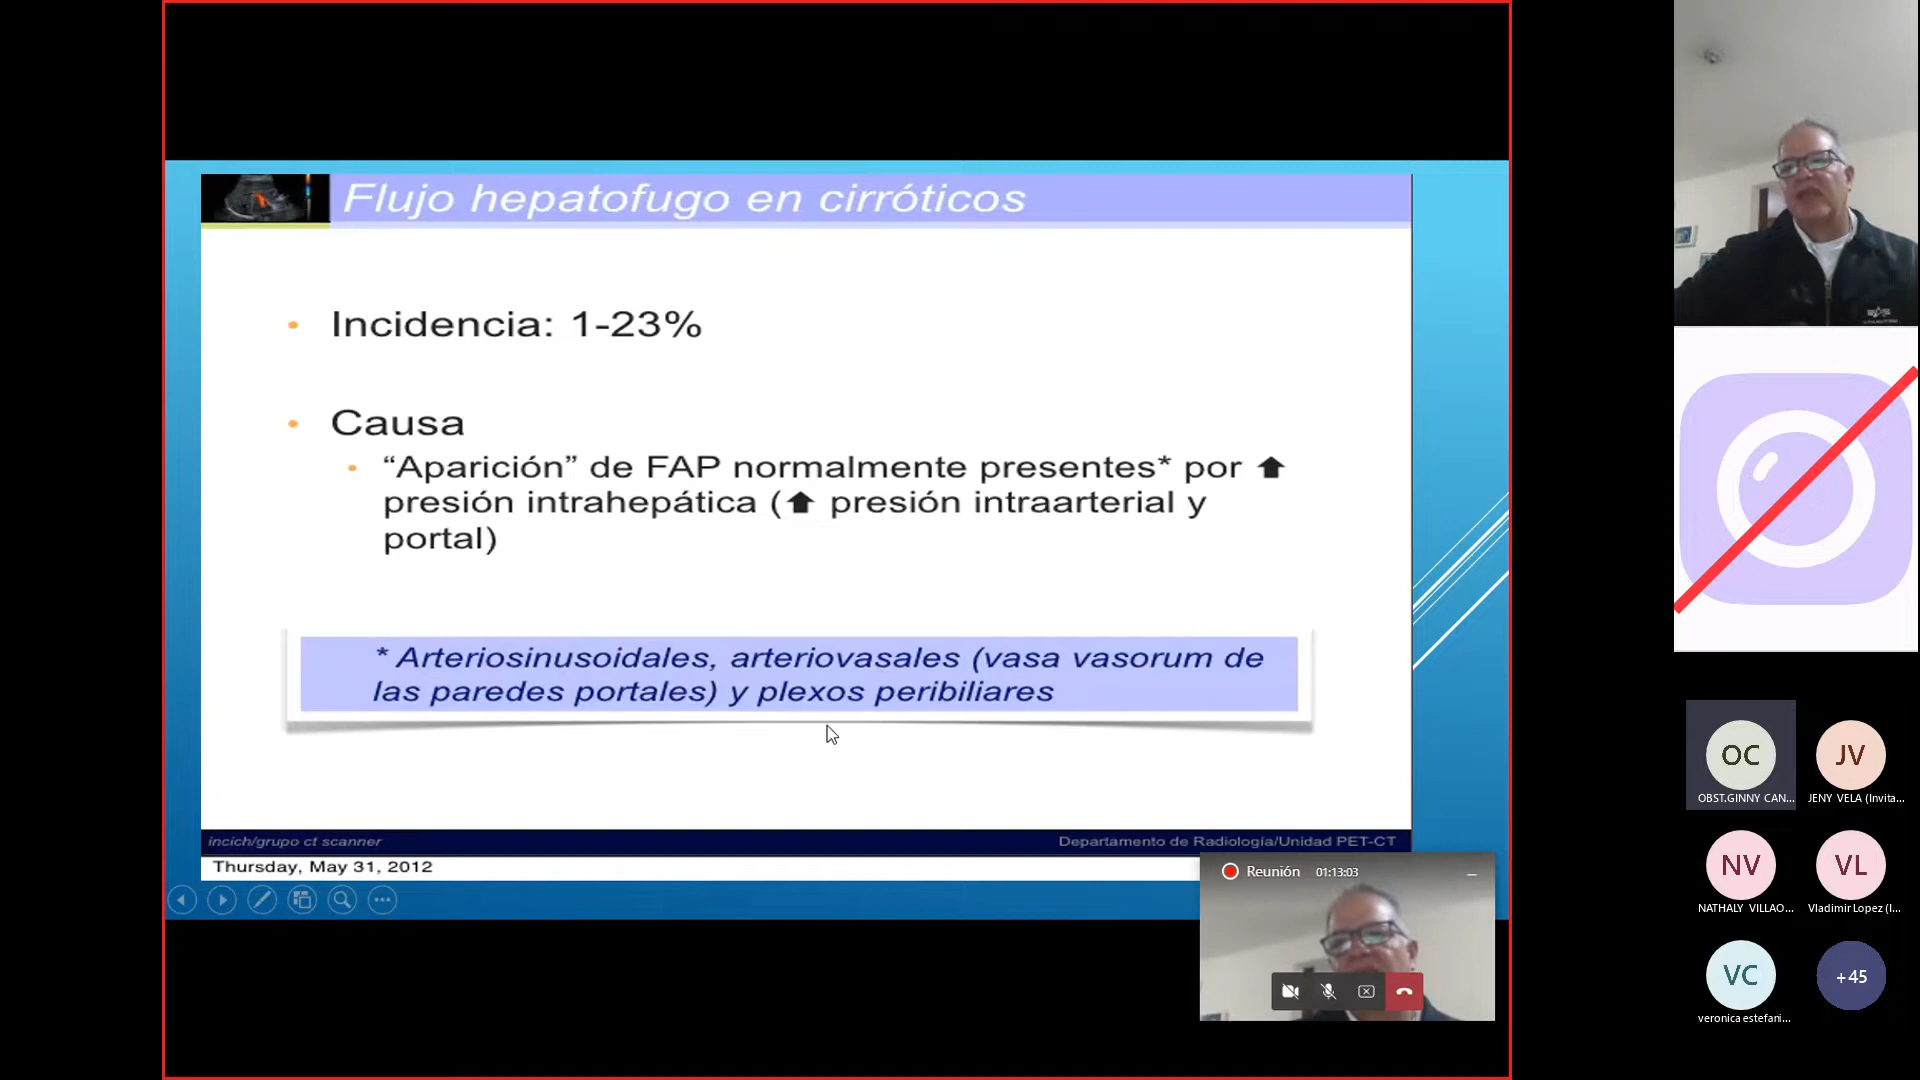 Flujo hepatofugo en cirróticos
• Incidencia: 1-23%
• Causa
• “Aparición” de FAP normalmente presentes* por ⬆
presión intrahepática (⬆ presión intraarterial y
portal)
* Arteriosinusoidales, arteriovasales (vasa vasorum de
las paredes portales) y plexos peribiliares
incich/grupo ct scanner
Departamento de Radiología/Unidad PET-CT
Thursday, May 31, 2012
Reunión 01:13:03
OC
OBST.GINNY CAN...
JV
JENY VELA (Invita...
NV
NATHALY VILLAO...
VL
Vladimir Lopez (I...
VC
veronica estefani...
+45